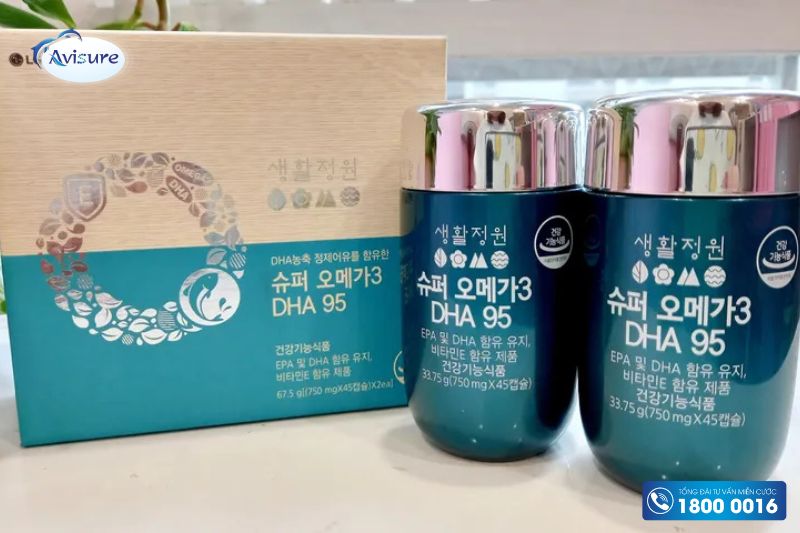 Avisure
E
OMEGA
DHA
생활정원
DHA농축 정제어유를 함유한
슈퍼 오메가3
DHA 95
건강기능식품
EPA 및 DHA 함유 유지,
비타민E 함유 제품
67.5 g[(750 mgX45캡슐)X2ea]
생활정원
슈퍼 오메가3
DHA 95
EPA 및 DHA 함유 유지,
비타민E 함유 제품
건강기능식품
33.75 g(750 mgX45캡슐)
건강
기능식품
생활정원
슈퍼 오메가3
DHA 95
EPA 및 DHA 함유 유지,
비타민E 함유 제품
건강기능식품
33.75 g(750 mgX45캡슐)
건강
기능식품
TỔNG ĐÀI TƯ VẤN MIỄN CƯỚC
1800 0016